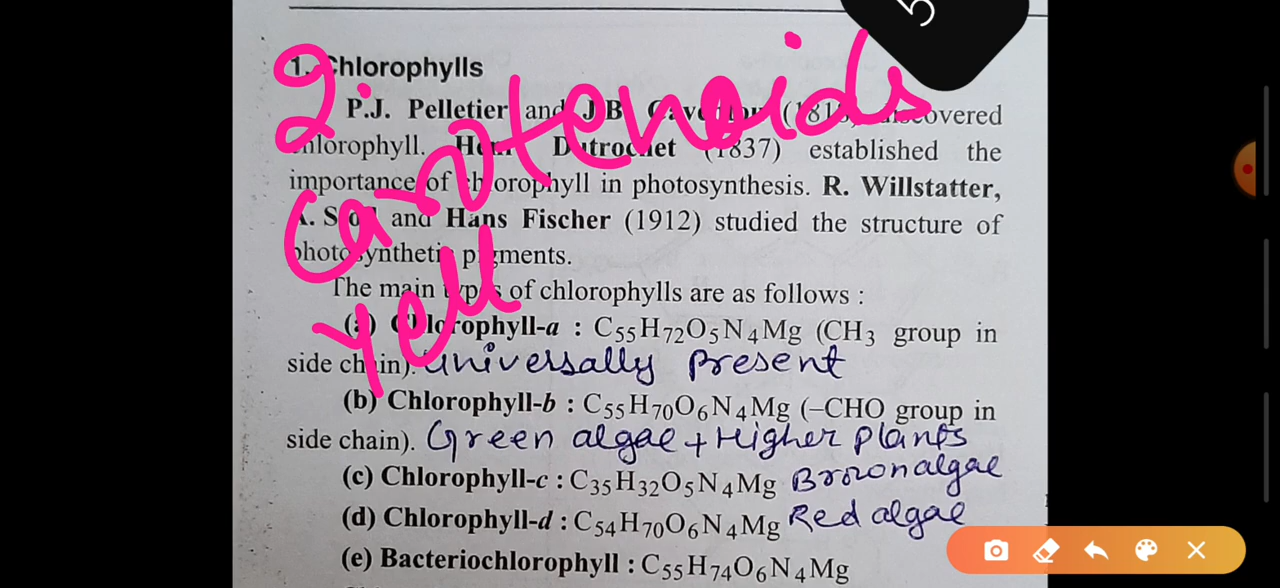 1. Chlorophylls
P.J. Pelletier and J.B. (1818) discovered
chlorophyll. Dutrochet (1837) established the
importance of chlorophyll in photosynthesis. R. Willstatter,
and Hans Fischer (1912) studied the structure of
photosynthetic pigments.
The main types of chlorophylls are as follows :
(a) Chlorophyll-a : C55H72O5N4Mg (CH3 group in
side chain). Universally Present
(b) Chlorophyll-b : C55H70O6N4Mg (–CHO group in
side chain). Green algae + Higher Plants
(c) Chlorophyll-c : C35H32O5N4Mg Brown algae
(d) Chlorophyll-d : C54H70O6N4Mg Red algae
(e) Bacteriochlorophyll : C55H74O6N4Mg
2.
Carotenoids
yell
5